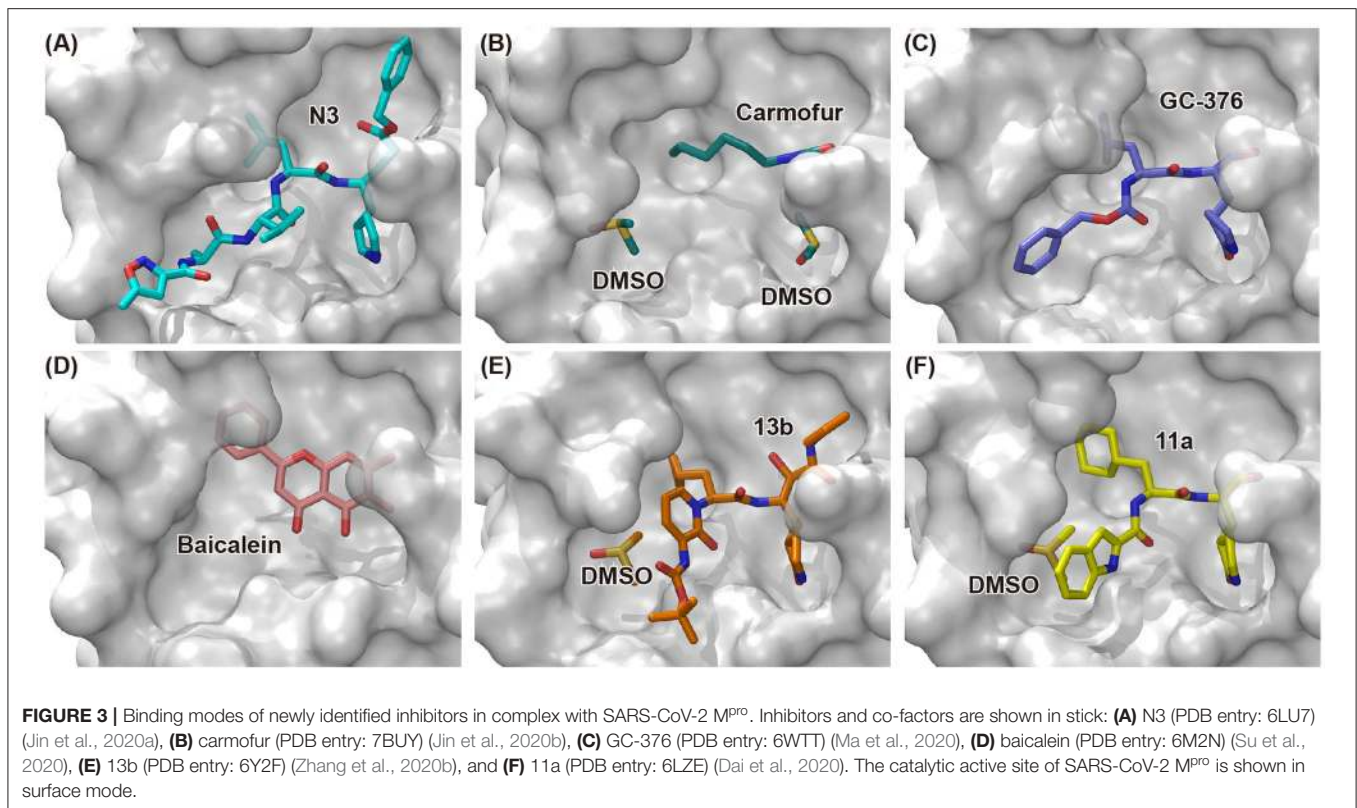 (A)
N3
(B)
Carmofur
DMSO
DMSO
(C)
GC-376
(D)
Baicalein
(E)
13b
DMSO
(F)
11a
DMSO
FIGURE 3 | Binding modes of newly identified inhibitors in complex with SARS-CoV-2 Mᵖʳᵒ. Inhibitors and co-factors are shown in stick: (A) N3 (PDB entry: 6LU7)
(Jin et al., 2020a), (B) carmofur (PDB entry: 7BUY) (Jin et al., 2020b), (C) GC-376 (PDB entry: 6WTT) (Ma et al., 2020), (D) baicalein (PDB entry: 6M2N) (Su et al.,
2020), (E) 13b (PDB entry: 6Y2F) (Zhang et al., 2020b), and (F) 11a (PDB entry: 6LZE) (Dai et al., 2020). The catalytic active site of SARS-CoV-2 Mᵖʳᵒ is shown in
surface mode.